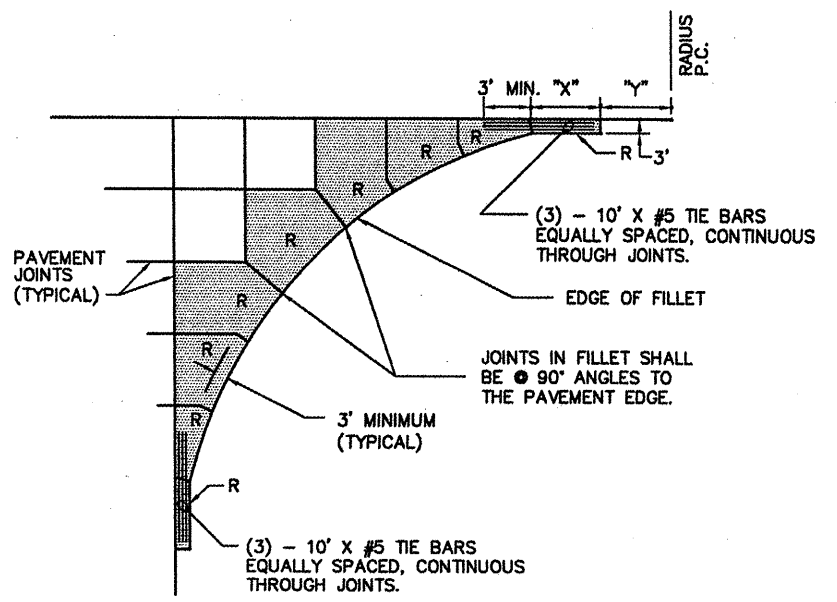 RADIUS
P.C.
3' MIN.
"X"
"Y"
R
R
3'
R
R
(3) - 10' X #5 TIE BARS
EQUALLY SPACED, CONTINUOUS
THROUGH JOINTS.
R
PAVEMENT
JOINTS
(TYPICAL)
R
EDGE OF FILLET
R
JOINTS IN FILLET SHALL
BE @ 90° ANGLES TO
THE PAVEMENT EDGE.
3' MINIMUM
(TYPICAL)
R
R
(3) - 10' X #5 TIE BARS
EQUALLY SPACED, CONTINUOUS
THROUGH JOINTS.